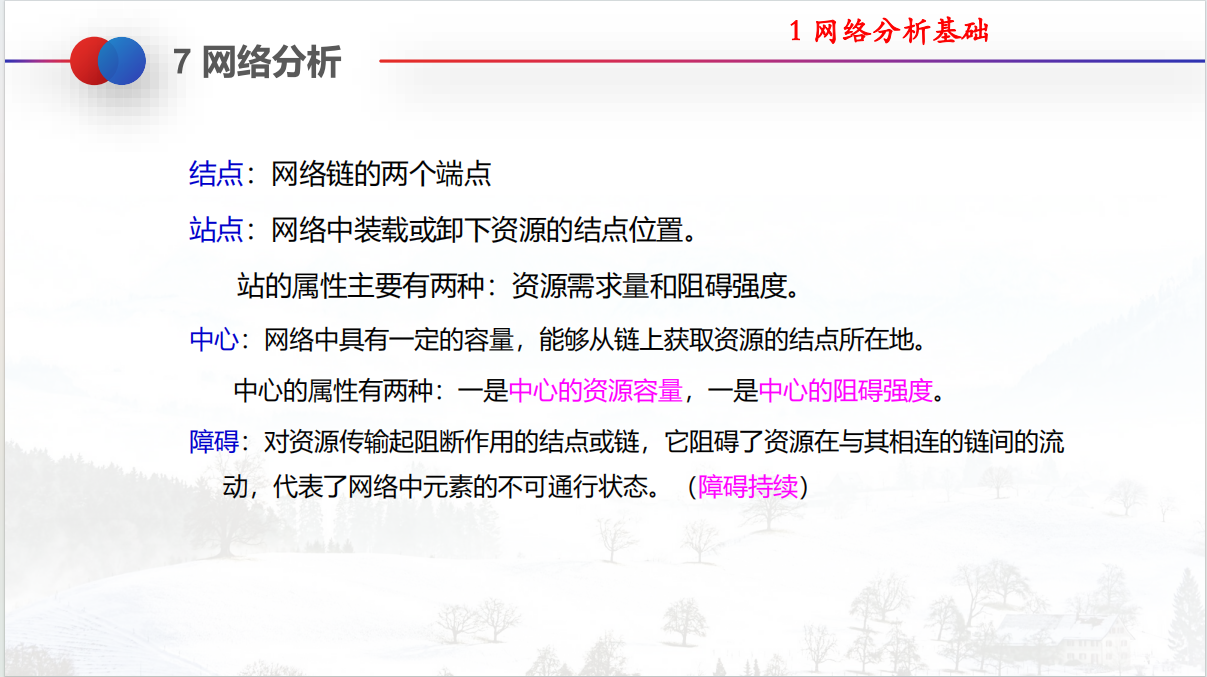 1 网络分析基础
7 网络分析
结点：网络链的两个端点
站点：网络中装载或卸下资源的结点位置。
站的属性主要有两种：资源需求量和阻碍强度。
中心：网络中具有一定的容量，能够从链上获取资源的结点所在地。
中心的属性有两种：一是中心的资源容量，一是中心的阻碍强度。
障碍：对资源传输起阻断作用的结点或链，它阻碍了资源在与其相连的链间的流
动，代表了网络中元素的不可通行状态。（障碍持续）